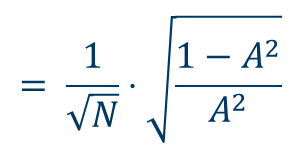 = 1/√N · √((1 − A²)/A²)